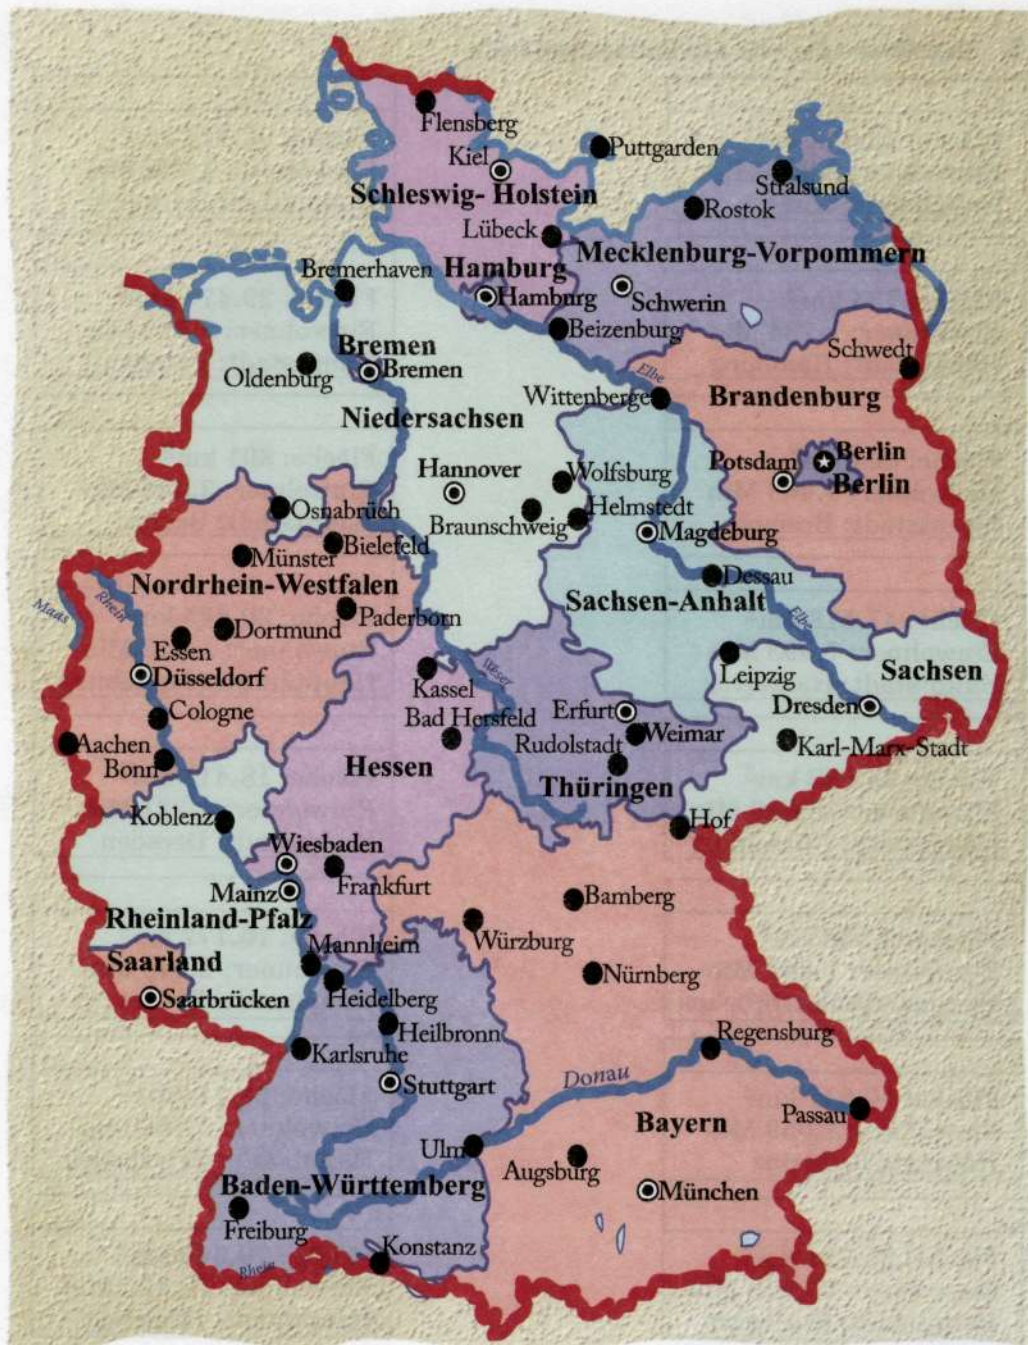 Flensberg
Kiel
Puttgarden
Stralsund
Schleswig- Holstein
Rostok
Lübeck
Mecklenburg-Vorpommern
Hamburg
Bremerhaven
Hamburg
Schwerin
Beizenburg
Bremen
Schwedt
Oldenburg
Bremen
Elbe
Wittenberge
Brandenburg
Niedersachsen
Hannover
Wolfsburg
Potsdam
Berlin
Berlin
Osnabrüch
Braunschweig
Helmstedt
Magdeburg
Münster
Bielefeld
Nordrhein-Westfalen
Dessau
Maas
Rhein
Paderborn
Sachsen-Anhalt
Elbe
Dortmund
Essen
Düsseldorf
Weser
Kassel
Leipzig
Sachsen
Cologne
Bad Hersfeld
Erfurt
Dresden
Aachen
Rudolstadt
Weimar
Karl-Marx-Stadt
Bonn
Hessen
Thüringen
Koblenz
Hof
Wiesbaden
Mainz
Frankfurt
Bamberg
Rheinland-Pfalz
Würzburg
Mannheim
Saarland
Nürnberg
Saarbrücken
Heidelberg
Heilbronn
Regensburg
Karlsruhe
Stuttgart
Donau
Passau
Bayern
Ulm
Augsburg
Baden-Württemberg
München
Freiburg
Konstanz
Rhein